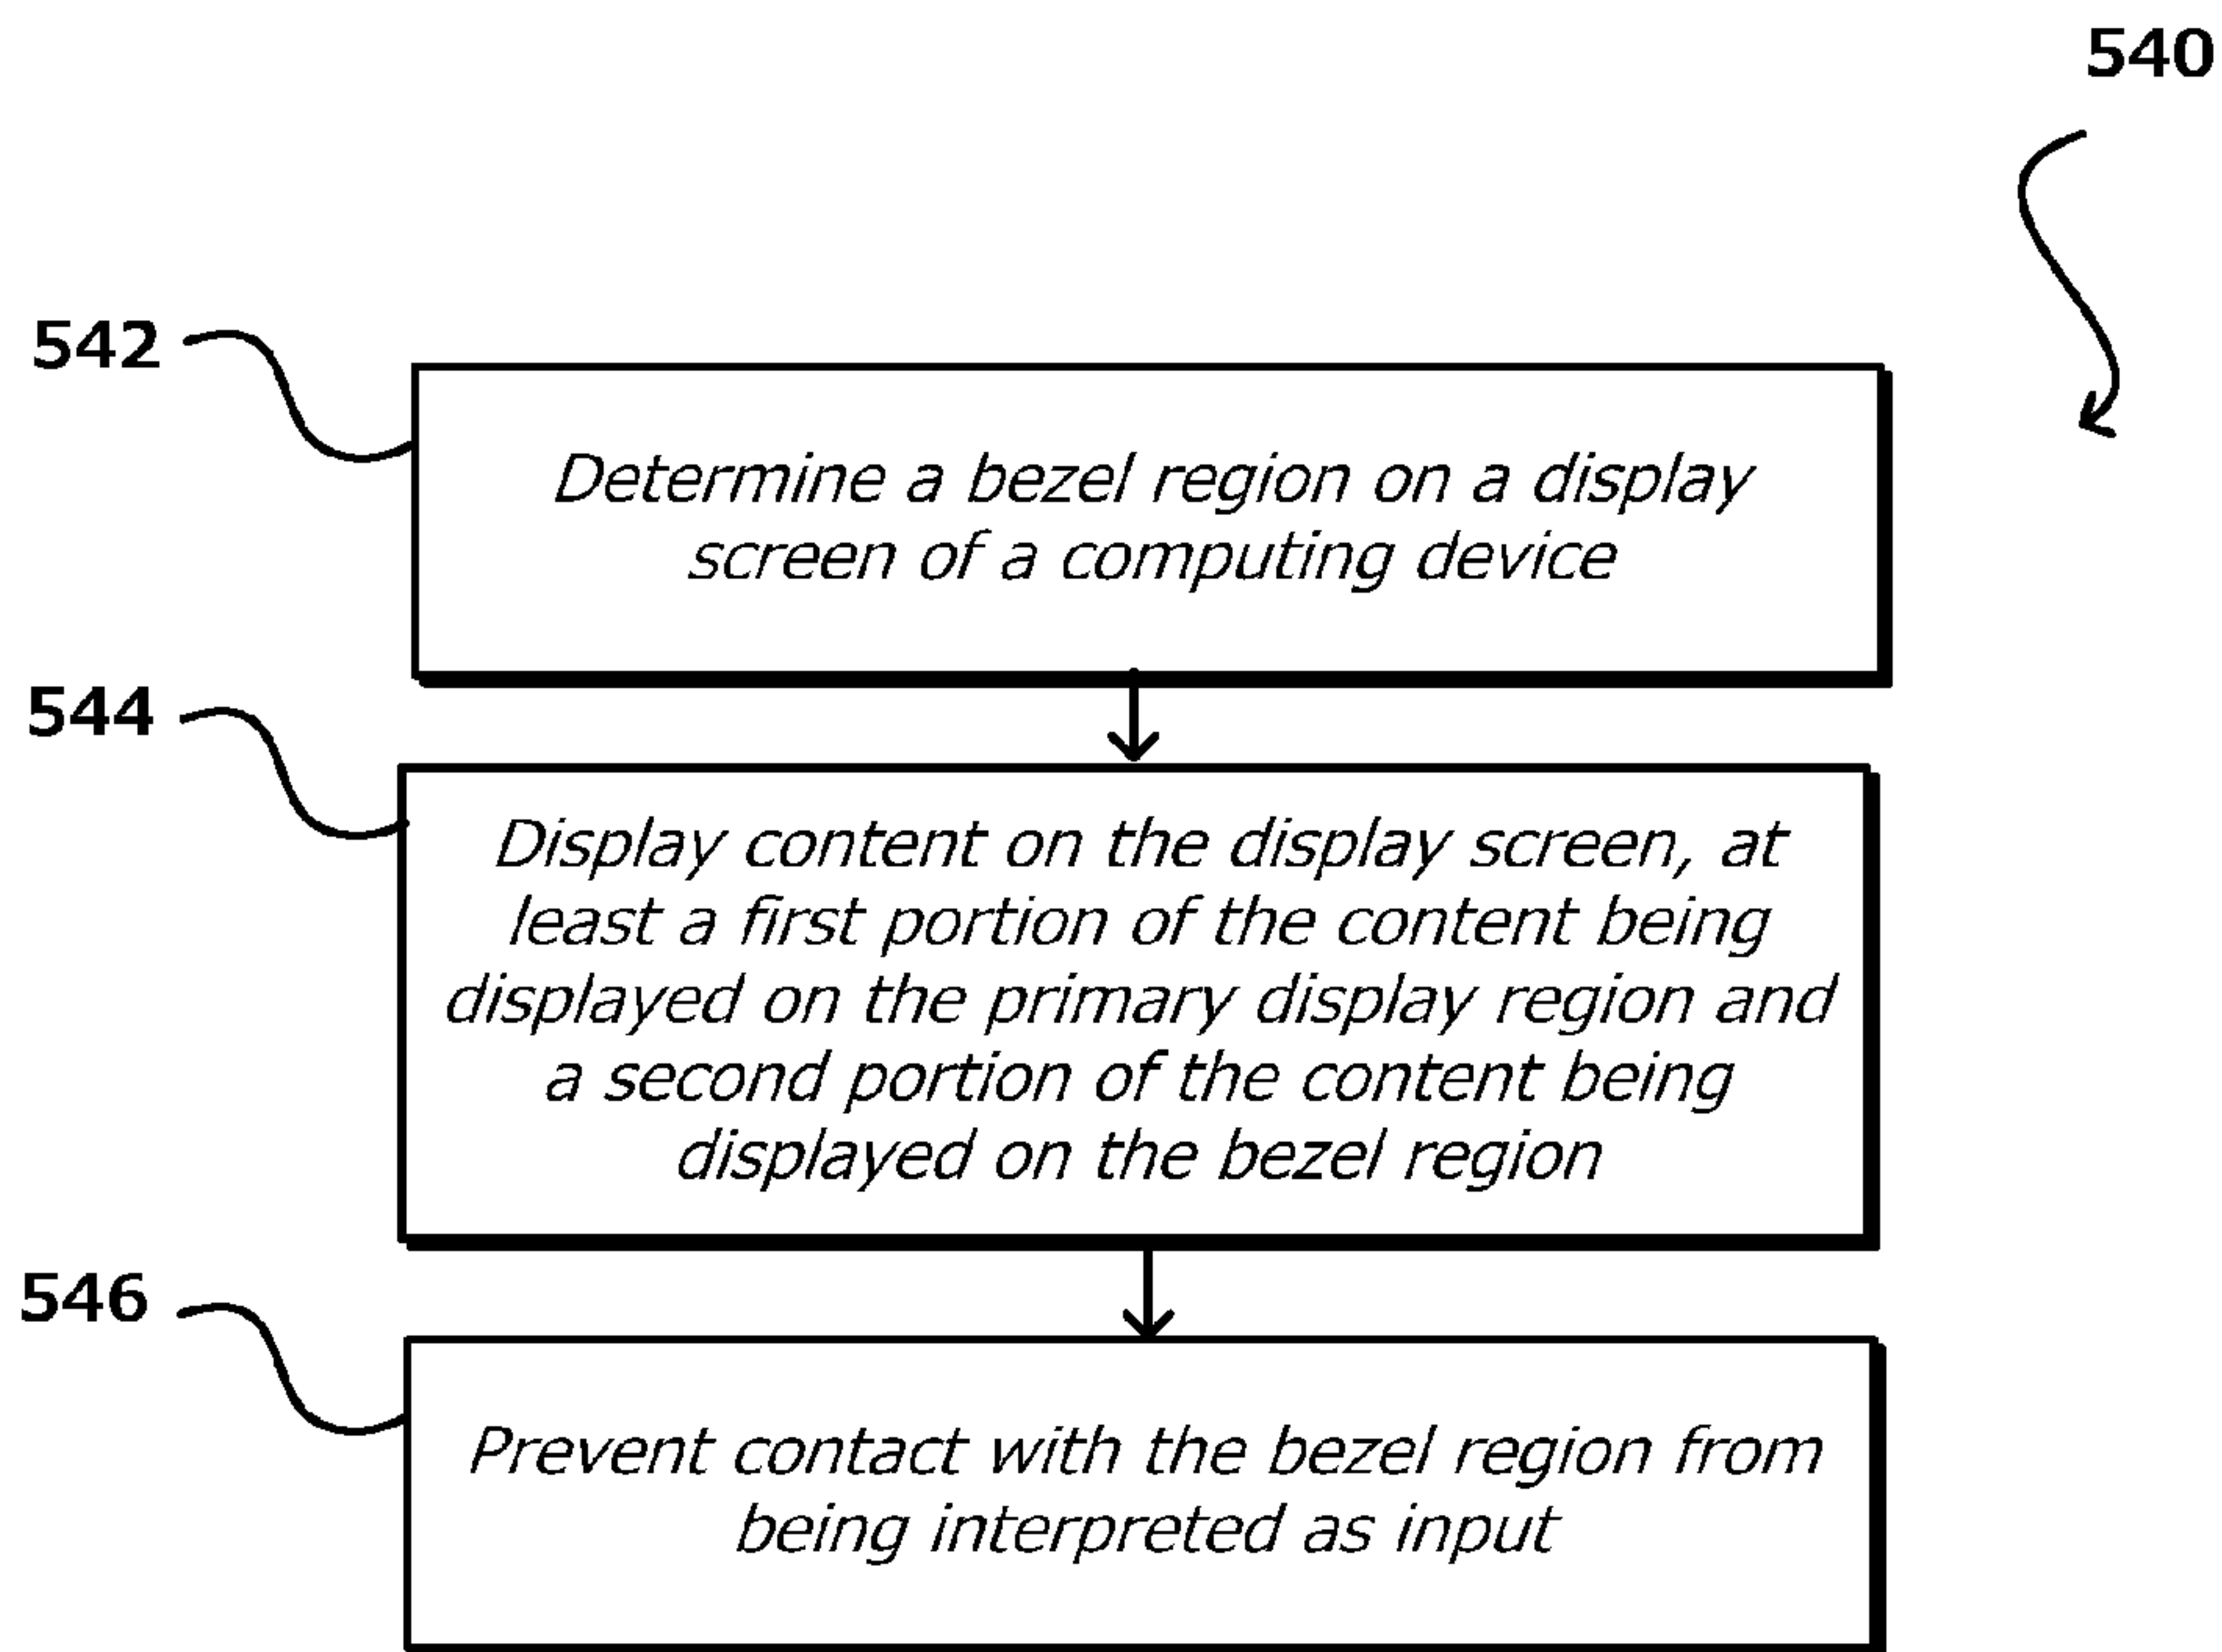 540
542
Determine a bezel region on a display
screen of a computing device
544
Display content on the display screen, at
least a first portion of the content being
displayed on the primary display region and
a second portion of the content being
displayed on the bezel region
546
Prevent contact with the bezel region from
being interpreted as input